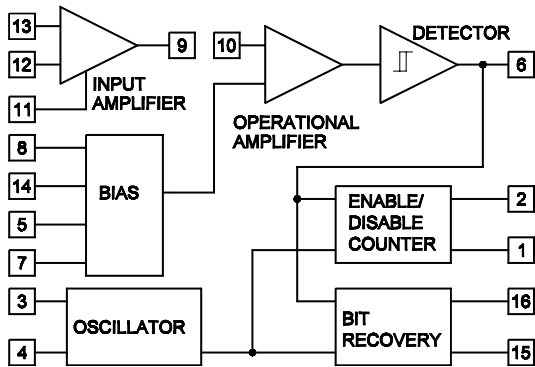 13
12
11
INPUT
AMPLIFIER
9
10
OPERATIONAL
AMPLIFIER
DETECTOR
6
8
14
5
7
BIAS
ENABLE/
DISABLE
COUNTER
2
1
3
4
OSCILLATOR
BIT
RECOVERY
16
15